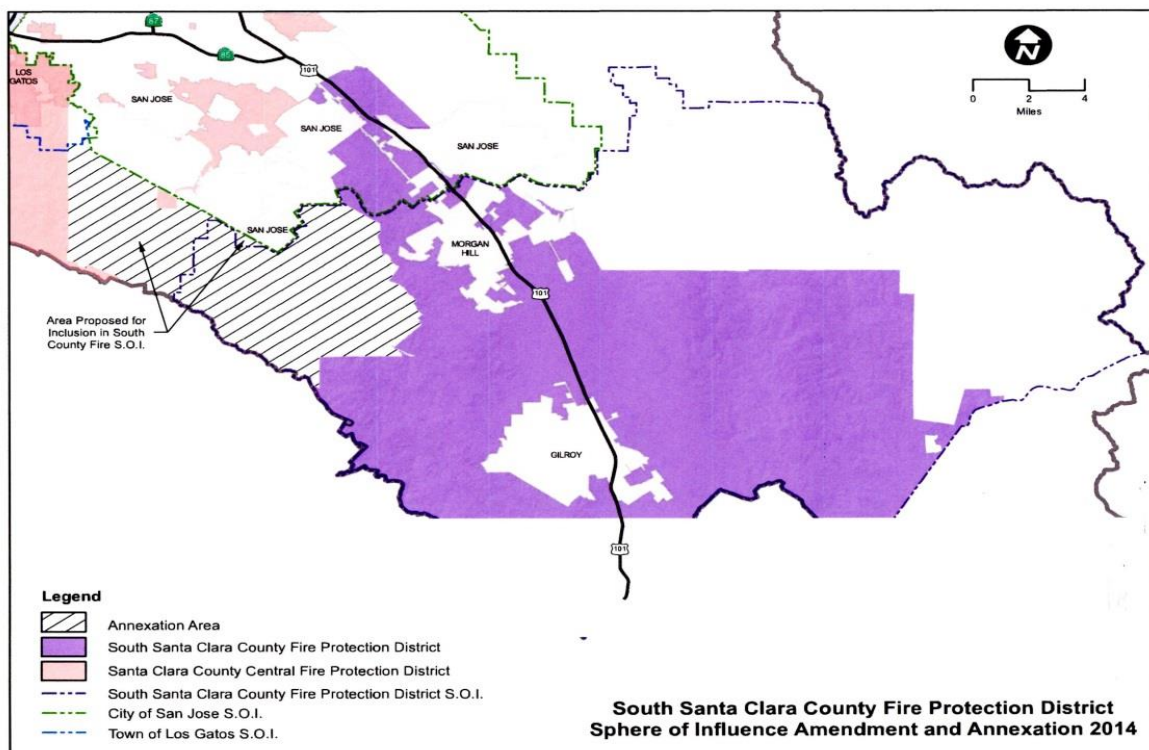 87
85
LOS
GATOS
101
N
SAN JOSE
0 2 4
Miles
SAN JOSE
SAN JOSE
SAN JOSE
MORGAN
HILL
101
Area Proposed for
Inclusion in South
County Fire S.O.I.
GILROY
101
Legend
Annexation Area
South Santa Clara County Fire Protection District
Santa Clara County Central Fire Protection District
South Santa Clara County Fire Protection District S.O.I.
City of San Jose S.O.I.
Town of Los Gatos S.O.I.
South Santa Clara County Fire Protection District
Sphere of Influence Amendment and Annexation 2014